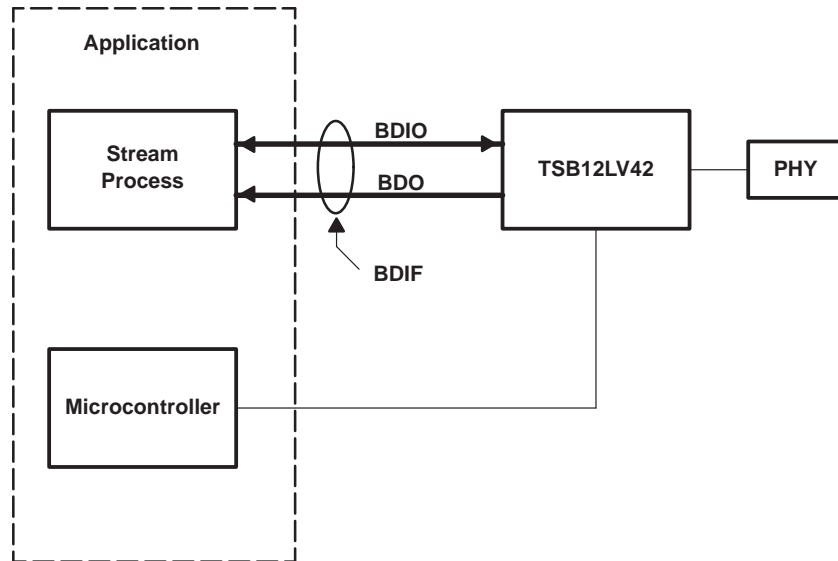 Application
Stream
Process
BDIO
BDO
BDIF
TSB12LV42
PHY
Microcontroller